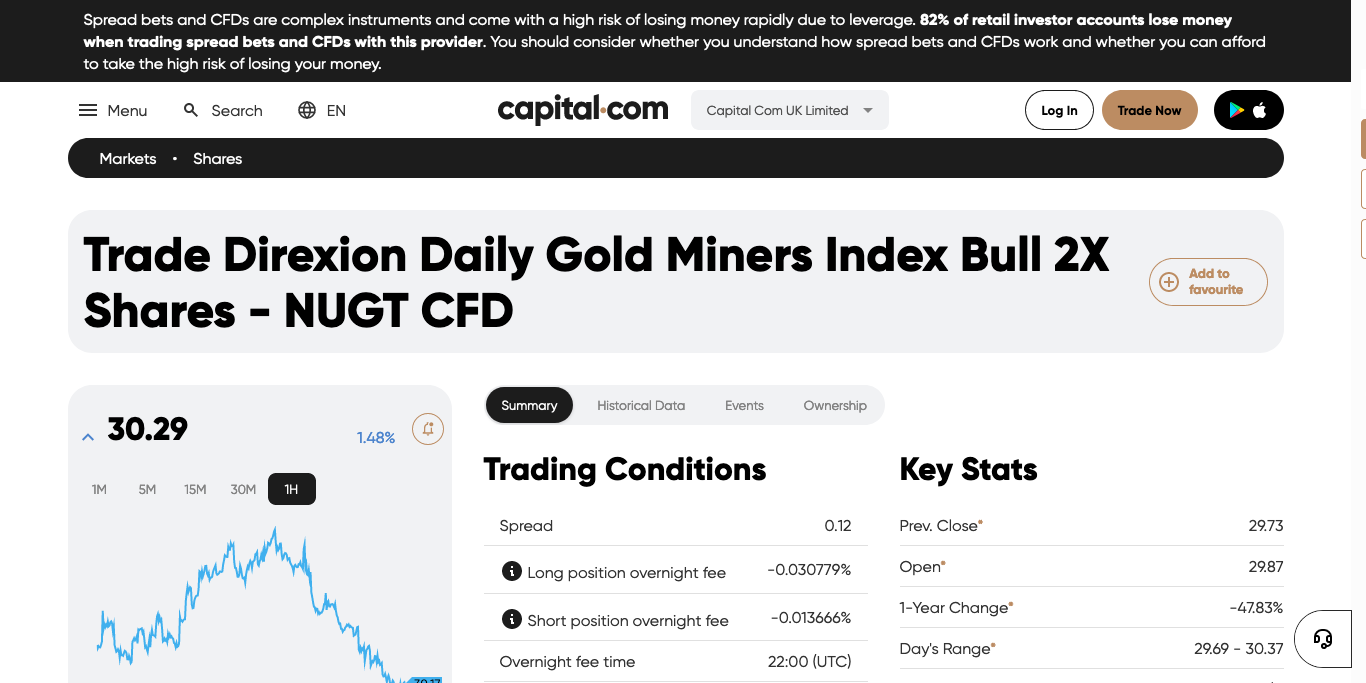 Spread bets and CFDs are complex instruments and come with a high risk of losing money rapidly due to leverage. 82% of retail investor accounts lose money
when trading spread bets and CFDs with this provider. You should consider whether you understand how spread bets and CFDs work and whether you can afford
to take the high risk of losing your money.
Menu
Search
EN
capital.com
Capital Com UK Limited
Log In
Trade Now
Markets • Shares
Trade Direxion Daily Gold Miners Index Bull 2X
Shares - NUGT CFD
Add to
favourite
30.29
1.48%
1M 5M 15M 30M 1H
Summary Historical Data Events Ownership
Trading Conditions
Spread 0.12
Long position overnight fee -0.030779%
Short position overnight fee -0.013666%
Overnight fee time 22:00 (UTC)
Key Stats
Prev. Close* 29.73
Open* 29.87
1-Year Change* -47.83%
Day's Range* 29.69 - 30.37